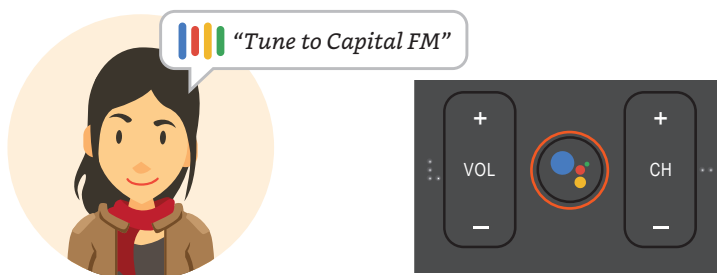 “Tune to Capital FM”
+ +
VOL CH
– –